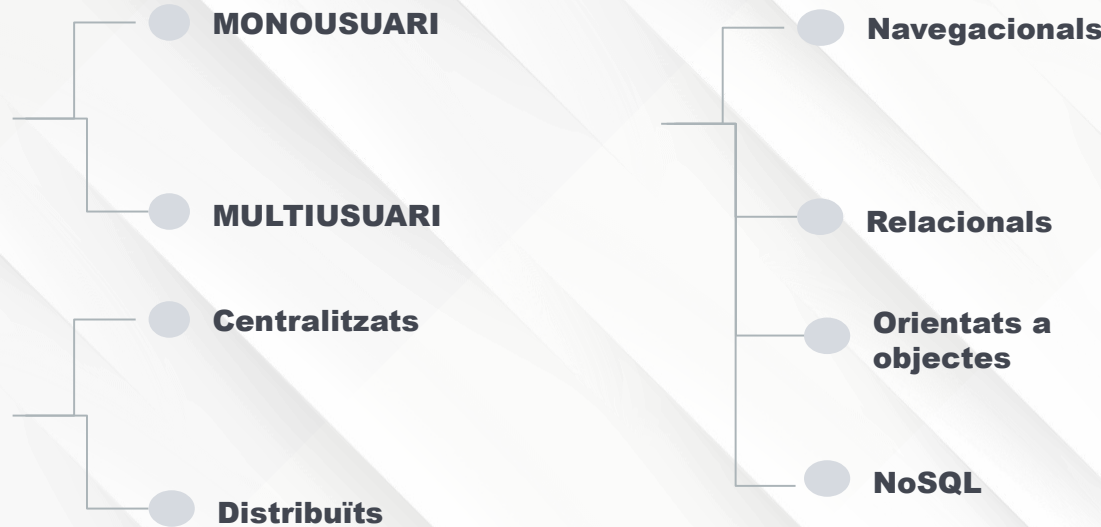 MONOUSUARI
MULTIUSUARI
Centralitzats
Distribuïts
Navegacionals
Relacionals
Orientats a
objectes
NoSQL